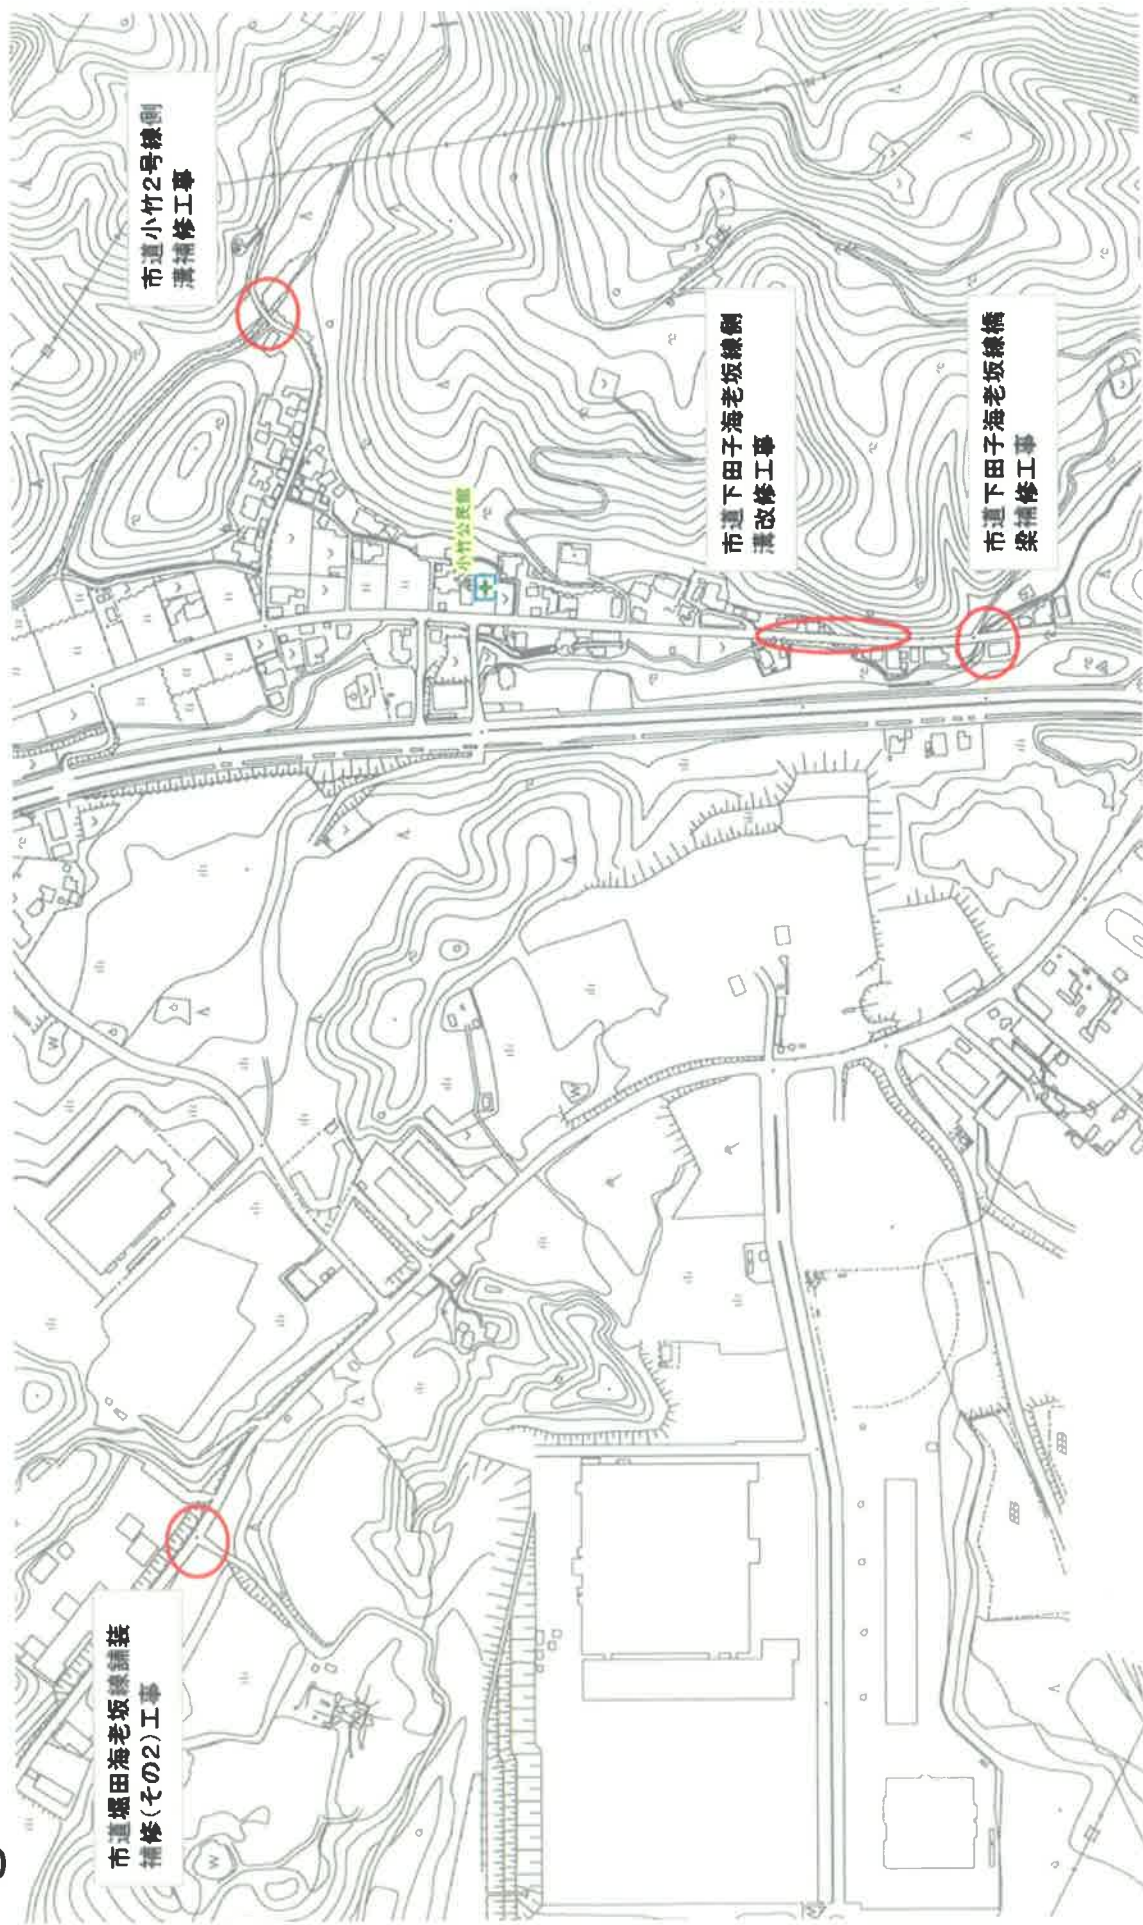 市道小竹2号線側
溝補修工事
小竹公民館
市道下田子海老坂線側
溝改修工事
市道下田子海老坂線橋
梁補修工事
市道堀田海老坂線舗装
補修(その2)工事
W
W
W